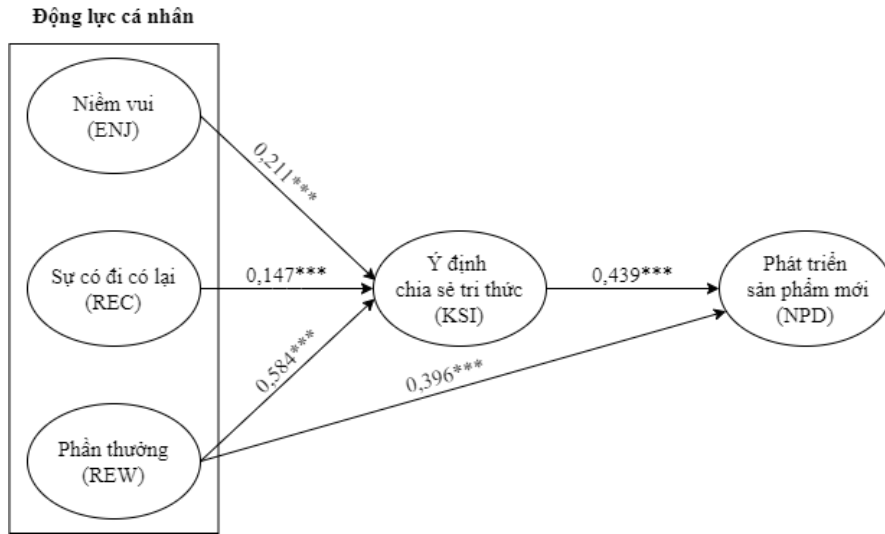 Động lực cá nhân
Niềm vui
(ENJ)
0,211***
Sự có đi có lại
(REC)
0,147***
Ý định
chia sẻ tri thức
(KSI)
0,439***
Phát triển
sản phẩm mới
(NPD)
0,584***
0,396***
Phần thưởng
(REW)